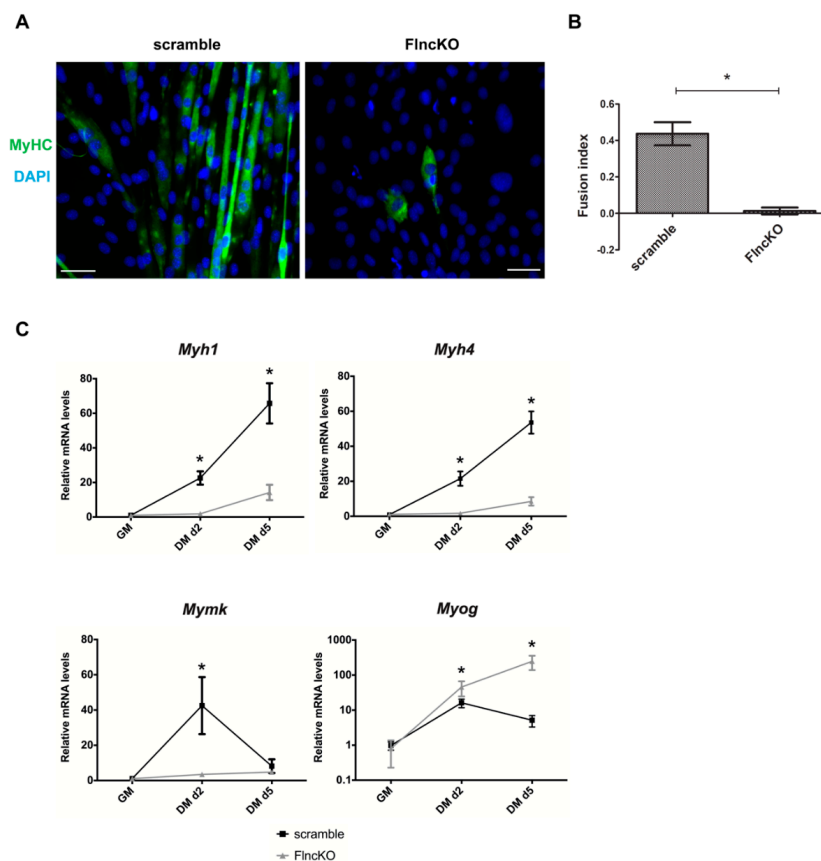 A
scramble
FlncKO
MyHC
DAPI
B
*
Fusion index
0.6
0.4
0.2
0.0
-0.2
scramble
FlncKO
C
Myh1
Relative mRNA levels
80
60
40
20
0
*
*
GM
DM d2
DM d5
Myh4
Relative mRNA levels
80
60
40
20
0
*
*
GM
DM d2
DM d5
Mymk
Relative mRNA levels
80
60
40
20
0
*
GM
DM d2
DM d5
Myog
Relative mRNA levels
1000
100
10
1
0.1
*
*
GM
DM d2
DM d5
scramble
FlncKO